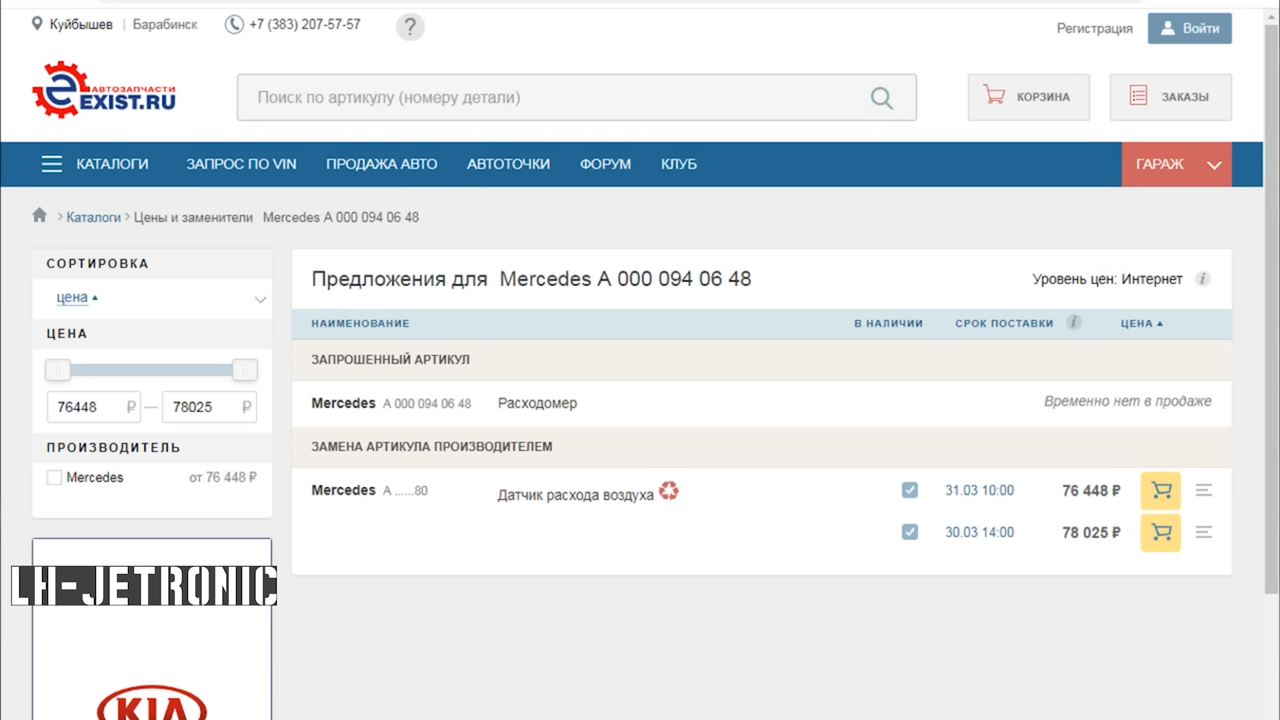 Куйбышев | Барабинск +7 (383) 207-57-57 ?
Регистрация Войти
АВТОЗАПЧАСТИ
EXIST.RU
Поиск по артикулу (номеру детали)
КОРЗИНА
ЗАКАЗЫ
КАТАЛОГИ ЗАПРОС ПО VIN ПРОДАЖА АВТО АВТОТОЧКИ ФОРУМ КЛУБ ГАРАЖ
> Каталоги > Цены и заменители Mercedes A 000 094 06 48
СОРТИРОВКА
цена
ЦЕНА
76448 ₽ — 78025 ₽
ПРОИЗВОДИТЕЛЬ
Mercedes от 76 448 ₽
Предложения для Mercedes A 000 094 06 48
Уровень цен: Интернет i
НАИМЕНОВАНИЕ В НАЛИЧИИ СРОК ПОСТАВКИ i ЦЕНА
ЗАПРОШЕННЫЙ АРТИКУЛ
Mercedes A 000 094 06 48 Расходомер Временно нет в продаже
ЗАМЕНА АРТИКУЛА ПРОИЗВОДИТЕЛЕМ
Mercedes A ......80 Датчик расхода воздуха 31.03 10:00 76 448 ₽
30.03 14:00 78 025 ₽
LH-JETRONIC
KIA